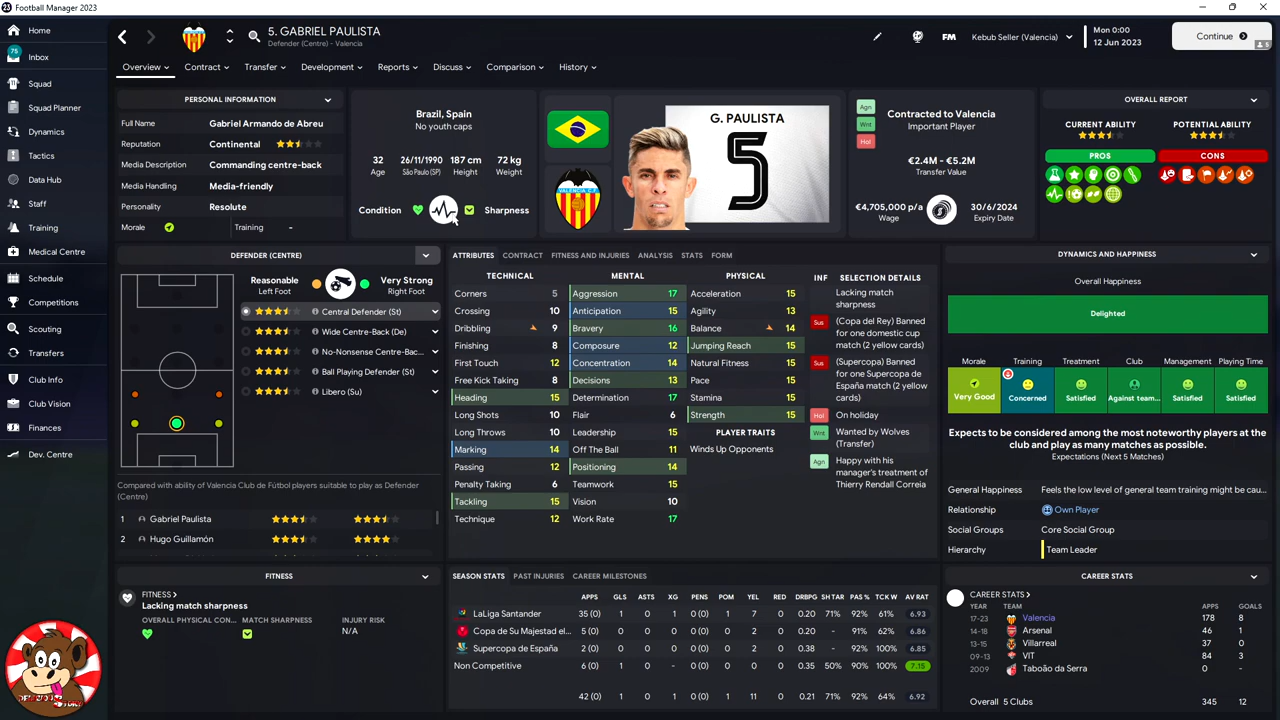 Football Manager 2023
Home
75
Inbox
Squad
Squad Planner
Dynamics
Tactics
Data Hub
Staff
Training
Medical Centre
Schedule
Competitions
Scouting
Transfers
Club Info
Club Vision
Finances
Dev. Centre
5. GABRIEL PAULISTA
Defender (Centre) - Valencia
FM
Kebub Seller (Valencia)
Mon 0:00
12 Jun 2023
Continue
5
Overview
Contract
Transfer
Development
Reports
Discuss
Comparison
History
PERSONAL INFORMATION
Full Name Gabriel Armando de Abreu
Reputation Continental
Media Description Commanding centre-back
Media Handling Media-friendly
Personality Resolute
Morale Training -
Brazil, Spain
No youth caps
32 26/11/1990 187 cm 72 kg
Age (São Paulo (SP) Height Weight
Condition Sharpness
G. PAULISTA
5
Agn
Wnt
Hol
Contracted to Valencia
Important Player
€2.4M - €5.2M
Transfer Value
€4,705,000 p/a
Wage
30/6/2024
Expiry Date
OVERALL REPORT
CURRENT ABILITY POTENTIAL ABILITY
PROS CONS
DEFENDER (CENTRE)
Reasonable Very Strong
Left Foot Right Foot
Central Defender (St)
Wide Centre-Back (De)
No-Nonsense Centre-Bac...
Ball Playing Defender (St)
Libero (Su)
Compared with ability of Valencia Club de Fútbol players suitable to play as Defender
(Centre)
1 Gabriel Paulista
2 Hugo Guillamón
ATTRIBUTES CONTRACT FITNESS AND INJURIES ANALYSIS STATS FORM
TECHNICAL MENTAL PHYSICAL
Corners 5 Aggression 17 Acceleration 15
Crossing 10 Anticipation 15 Agility 13
Dribbling 9 Bravery 16 Balance 14
Finishing 8 Composure 12 Jumping Reach 15
First Touch 12 Concentration 14 Natural Fitness 15
Free Kick Taking 8 Decisions 13 Pace 15
Heading 15 Determination 17 Stamina 15
Long Shots 10 Flair 6 Strength 15
Long Throws 10 Leadership 15 PLAYER TRAITS
Marking 14 Off The Ball 11 Winds Up Opponents
Passing 12 Positioning 14
Penalty Taking 6 Teamwork 15
Tackling 15 Vision 10
Technique 12 Work Rate 17
INF SELECTION DETAILS
Lacking match
sharpness
Sus (Copa del Rey) Banned
for one domestic cup
match (2 yellow cards)
Sus (Supercopa) Banned
for one Supercopa de
España match (2 yellow
cards)
Hol On holiday
Wnt Wanted by Wolves
(Transfer)
Agn Happy with his
manager's treatment of
Thierry Rendall Correia
DYNAMICS AND HAPPINESS
Overall Happiness
Delighted
Morale Training Treatment Club Management Playing Time
Very Good Concerned Satisfied Against team... Satisfied Satisfied
Expects to be considered among the most noteworthy players at
the club and play as many matches as possible.
Expectations (Next 5 Matches)
General Happiness Feels the low level of general team training might be cau...
Relationship Own Player
Social Groups Core Social Group
Hierarchy Team Leader
FITNESS
FITNESS >
Lacking match sharpness
OVERALL PHYSICAL CON... MATCH SHARPNESS INJURY RISK
N/A
SEASON STATS PAST INJURIES CAREER MILESTONES
APPS GLS ASTS XG PENS POM YEL RED DRBPG SH TAR PAS % TCK W AV RAT
LaLiga Santander 35 (0) 1 0 1 0 (0) 1 7 0 0.20 71% 92% 61% 6.93
Copa de Su Majestad el... 5 (0) 0 0 0 0 (0) 0 2 0 0.20 - 91% 62% 6.86
Supercopa de España 2 (0) 0 0 0 0 (0) 0 2 0 0.38 - 92% 100% 6.85
Non Competitive 6 (0) 1 0 - 0 (0) 0 0 0 0.35 50% 90% 100% 7.15
42 (0) 1 0 1 0 (0) 1 11 0 0.21 71% 92% 64% 6.92
CAREER STATS
CAREER STATS >
YEAR TEAM APPS GOALS
17-23 Valencia 178 8
14-18 Arsenal 46 1
13-15 Villarreal 37 0
09-13 VIT 84 3
2009 Taboão da Serra 0 -
Overall 5 Clubs 345 12